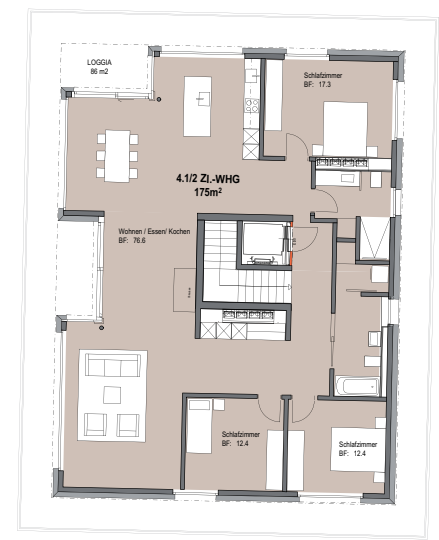 LOGGIA
86 m2
Schlafzimmer
BF: 17.3
4.1/2 ZI.-WHG
175m²
Wohnen / Essen/ Kochen
BF: 76.6
Schlafzimmer
BF: 12.4
Schlafzimmer
BF: 12.4